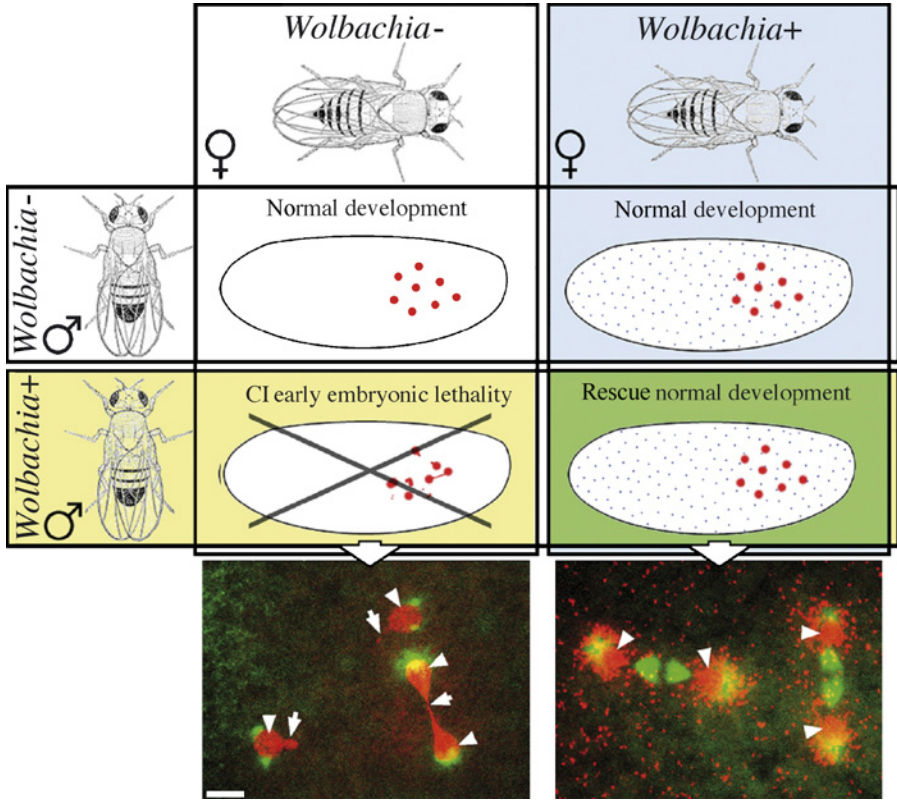 Wolbachia-
Wolbachia+
♀
♀
Wolbachia-
♂
Normal development
Normal development
Wolbachia+
♂
CI early embryonic lethality
Rescue normal development